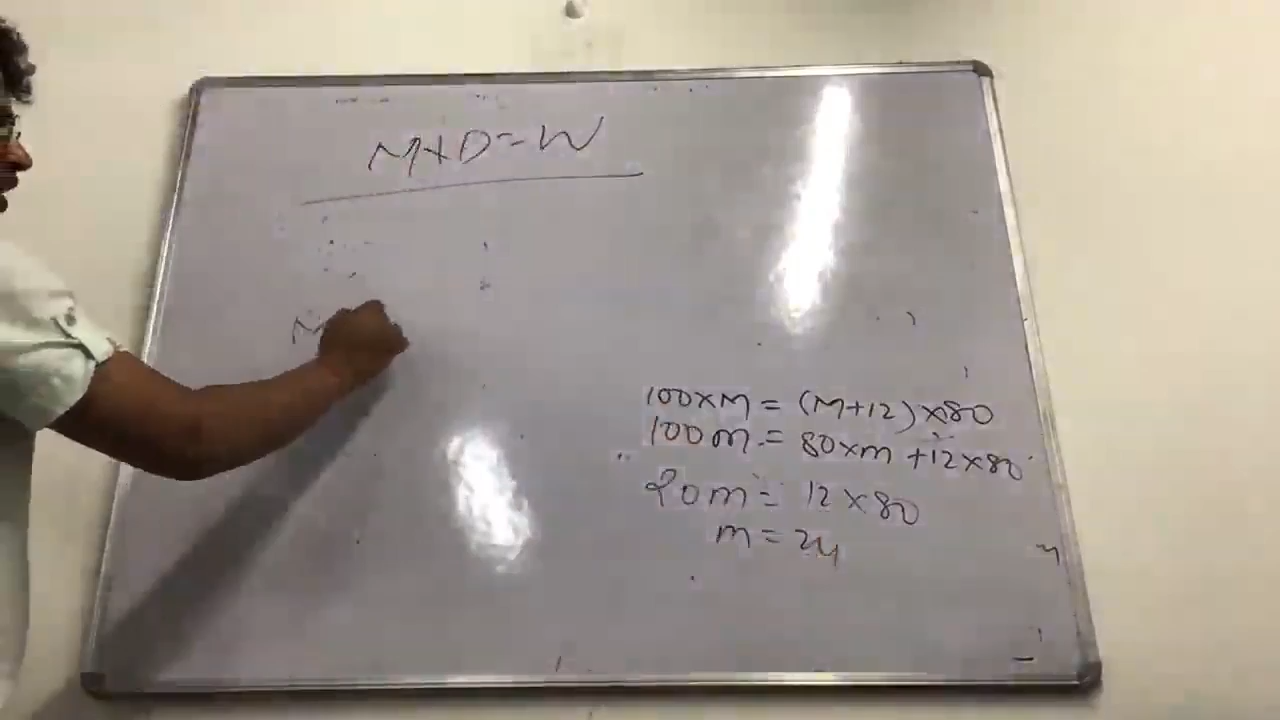 M×D=W
M
100×M = (M+12)×80
100m = 80×m +12×80
20m = 12×80
m = 24